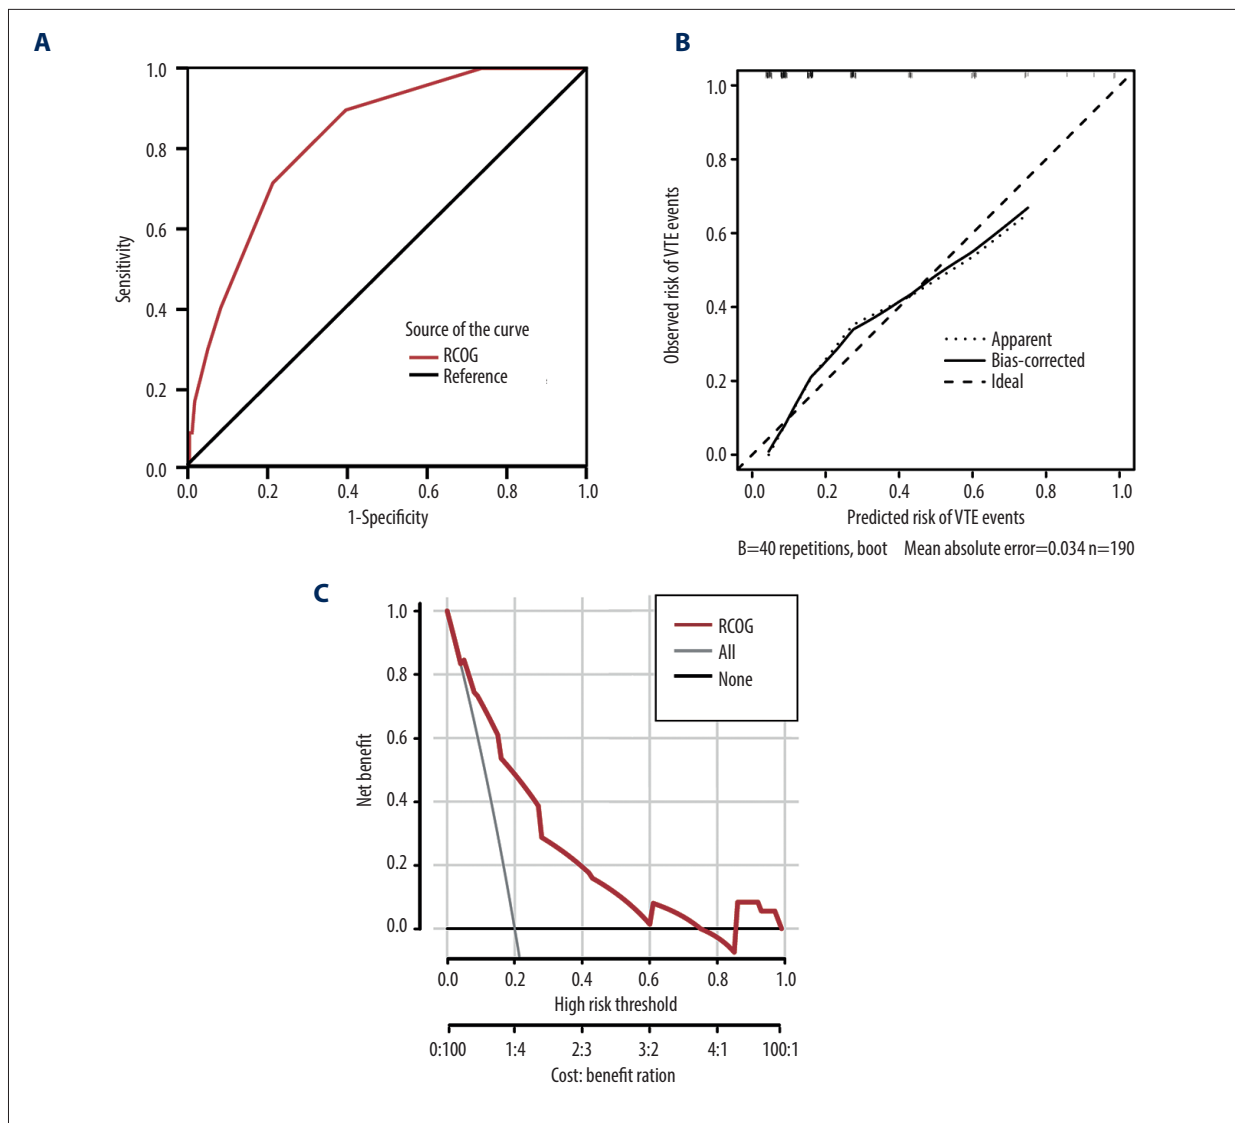 A
1.0
0.8
0.6
0.4
0.2
0.0
Sensitivity
Source of the curve
RCOG
Reference
0.0 0.2 0.4 0.6 0.8 1.0
1-Specificity
B
1.0
0.8
0.6
0.4
0.2
0.0
Observed risk of VTE events
Apparent
Bias-corrected
Ideal
0.0 0.2 0.4 0.6 0.8 1.0
Predicted risk of VTE events
B=40 repetitions, boot Mean absolute error=0.034 n=190
C
1.0
0.8
0.6
0.4
0.2
0.0
Net benefit
RCOG
All
None
0.0 0.2 0.4 0.6 0.8 1.0
High risk threshold
0:100 1:4 2:3 3:2 4:1 100:1
Cost: benefit ration